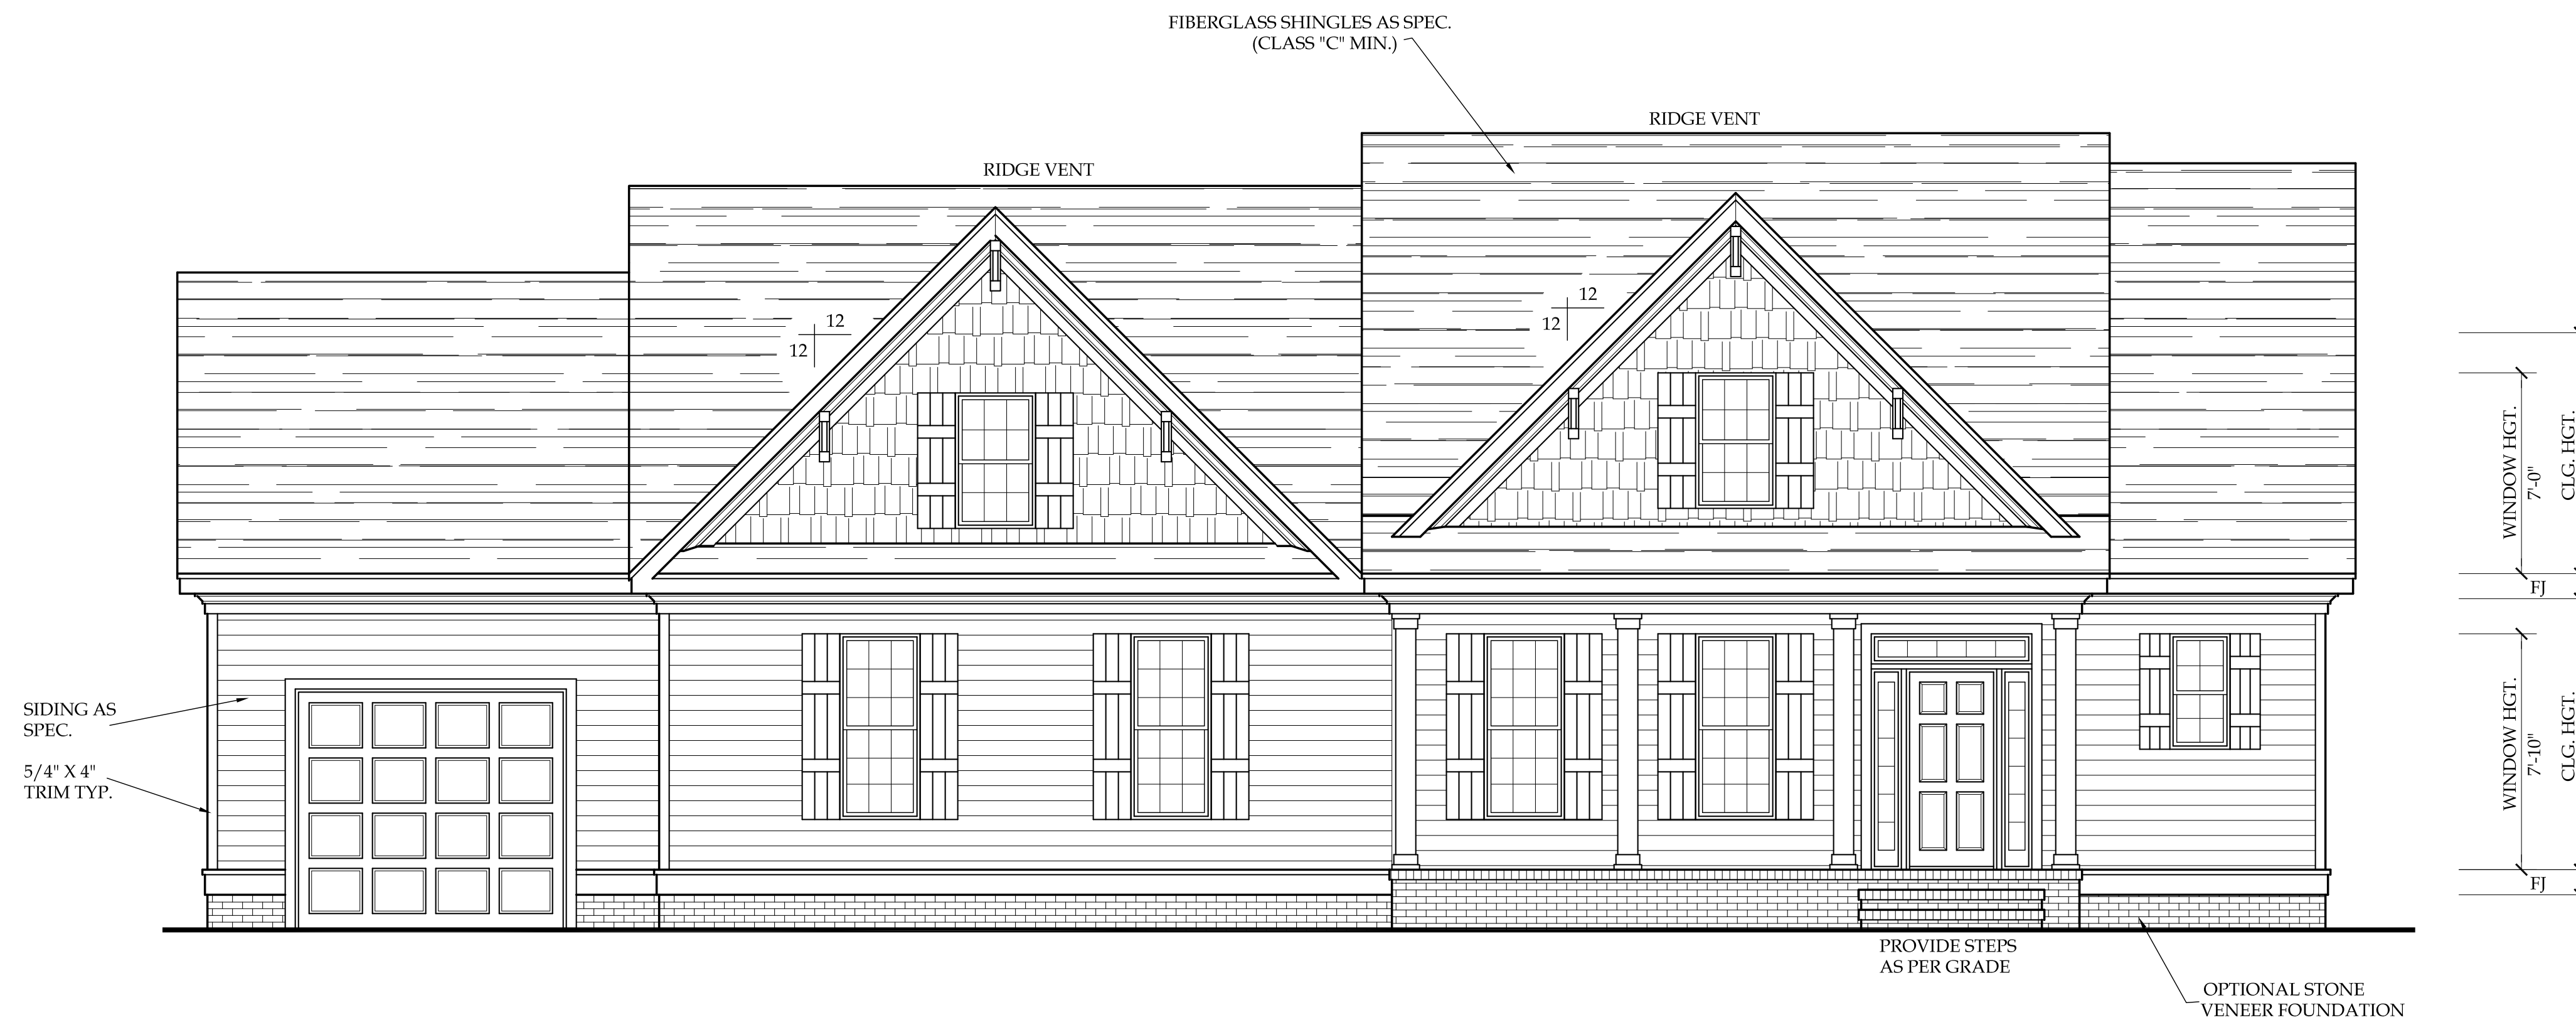 FIBERGLASS SHINGLES AS SPEC.
(CLASS "C" MIN.)
RIDGE VENT
RIDGE VENT
12
12
12
12
WINDOW HGT.
7'-0"
CLG. HGT.
FJ
SIDING AS
SPEC.
5/4" X 4"
TRIM TYP.
WINDOW HGT.
7'-10"
CLG. HGT.
FJ
PROVIDE STEPS
AS PER GRADE
OPTIONAL STONE
VENEER FOUNDATION